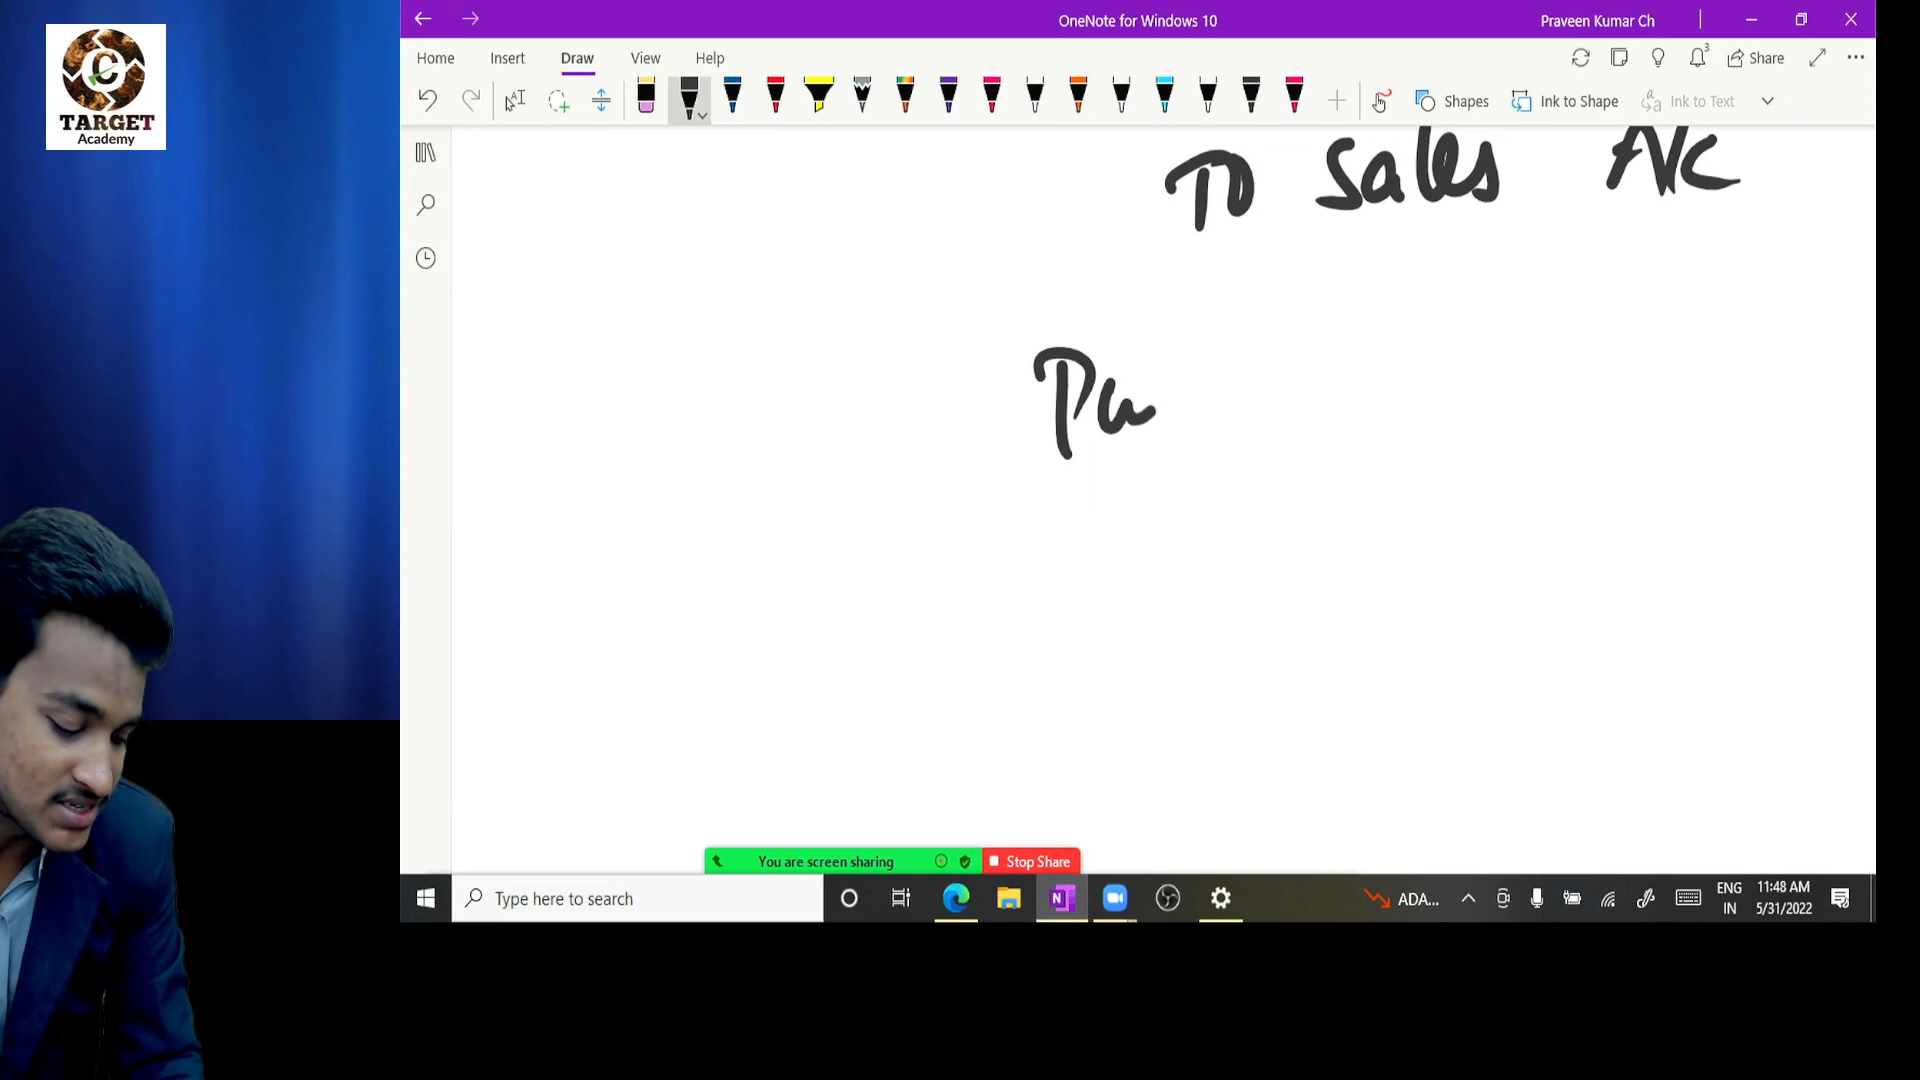 TARGET
Academy
OneNote for Windows 10
Praveen Kumar Ch
Home Insert Draw View Help
3
Share
Shapes
Ink to Shape
Ink to Text
To Sales A/C
Pu
You are screen sharing
Stop Share
Type here to search
ADA...
ENG
IN
11:48 AM
5/31/2022